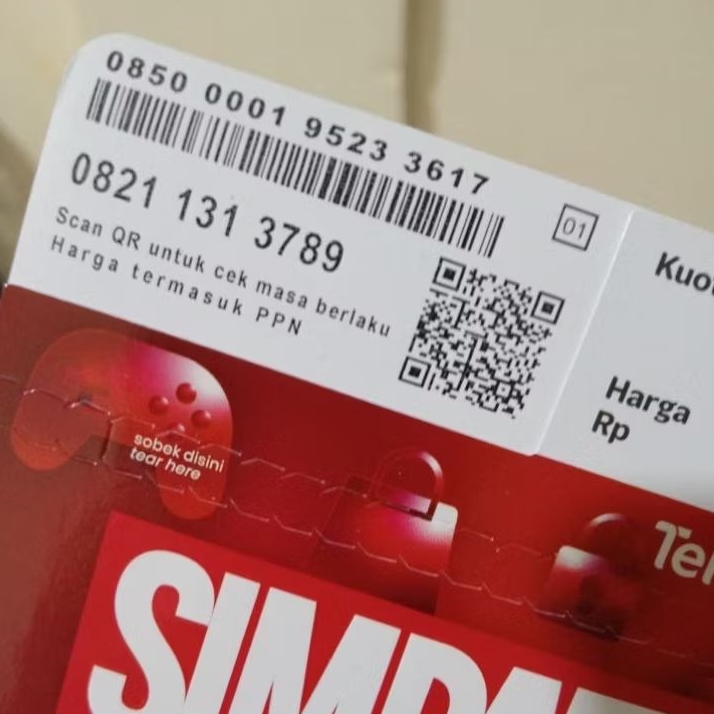 0850 0001 9523 3617
0821 131 3789
Scan QR untuk cek masa berlaku
Harga termasuk PPN
01
Harga
Rp
sobek disini
tear here